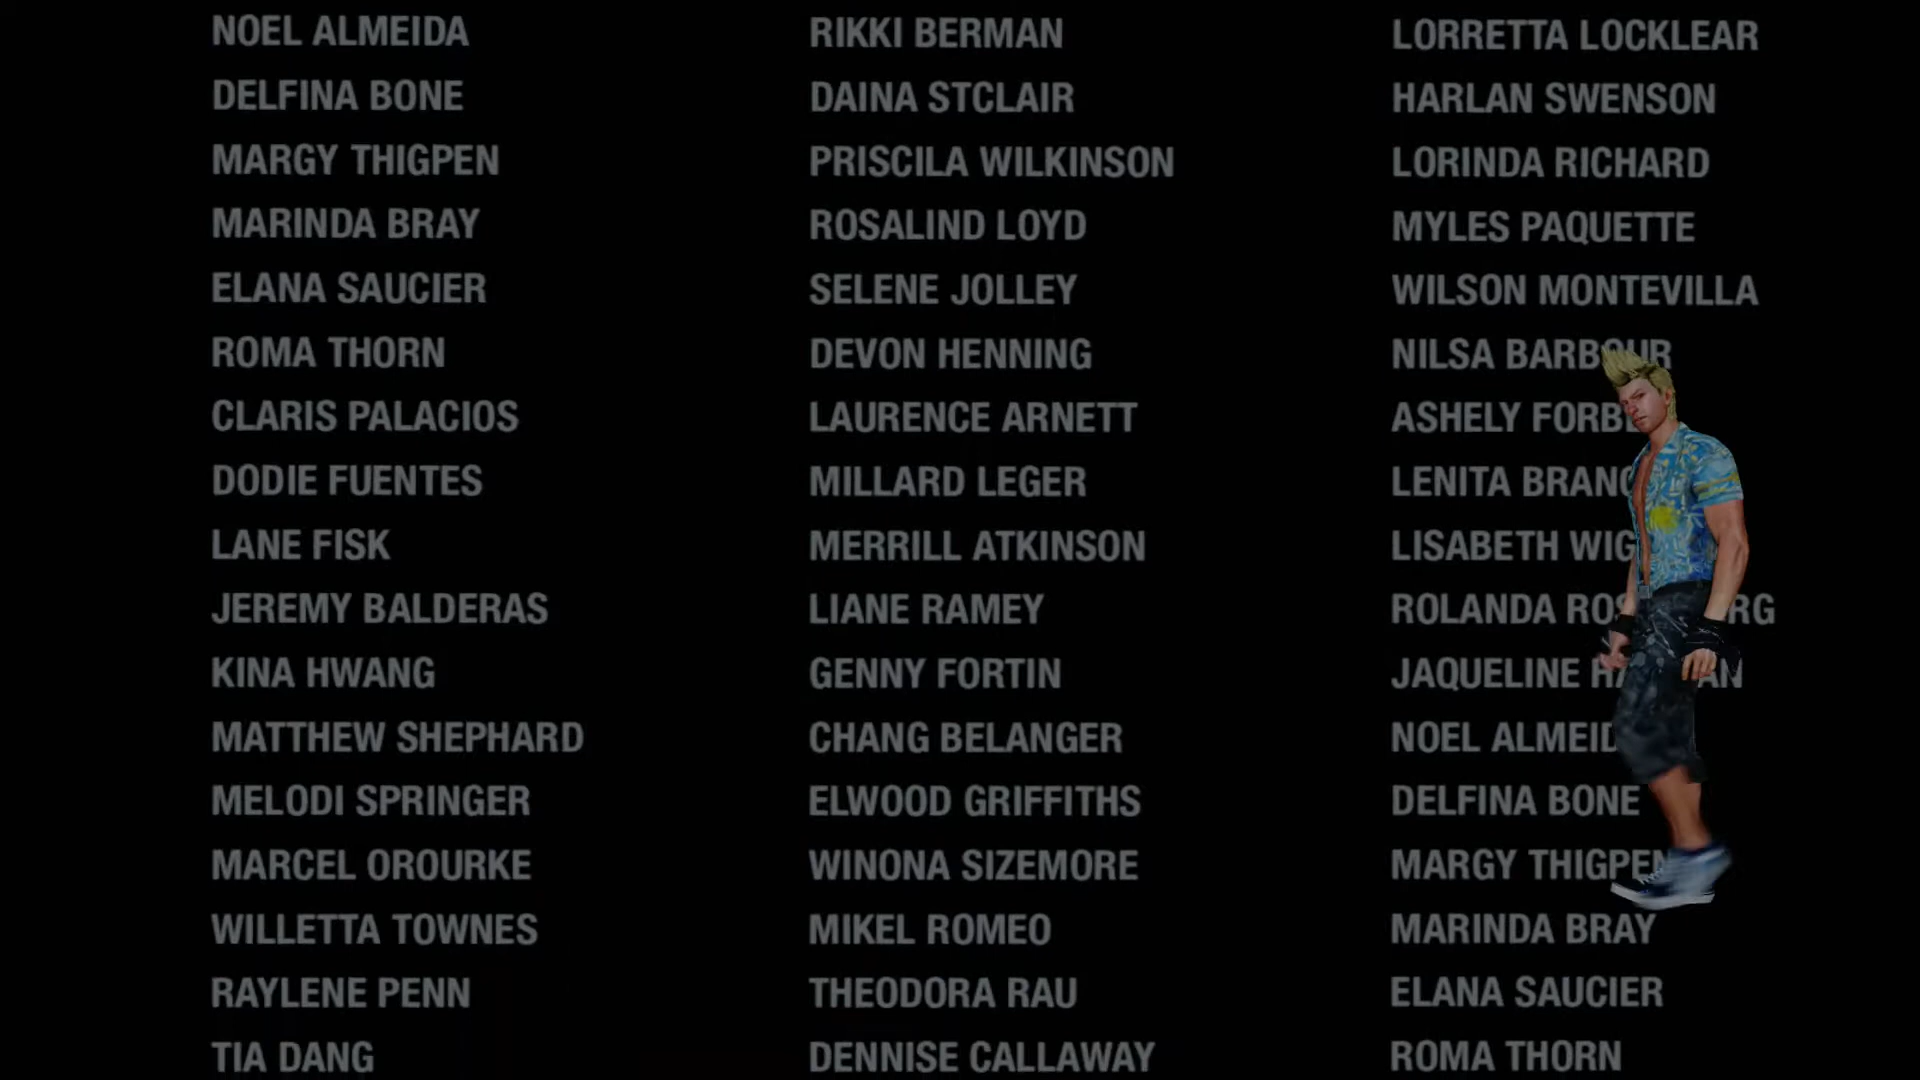 NOEL ALMEIDA
DELFINA BONE
MARGY THIGPEN
MARINDA BRAY
ELANA SAUCIER
ROMA THORN
CLARIS PALACIOS
DODIE FUENTES
LANE FISK
JEREMY BALDERAS
KINA HWANG
MATTHEW SHEPHARD
MELODI SPRINGER
MARCEL OROURKE
WILLETTA TOWNES
RAYLENE PENN
TIA DANG
RIKKI BERMAN
DAINA STCLAIR
PRISCILA WILKINSON
ROSALIND LOYD
SELENE JOLLEY
DEVON HENNING
LAURENCE ARNETT
MILLARD LEGER
MERRILL ATKINSON
LIANE RAMEY
GENNY FORTIN
CHANG BELANGER
ELWOOD GRIFFITHS
WINONA SIZEMORE
MIKEL ROMEO
THEODORA RAU
DENNISE CALLAWAY
LORRETTA LOCKLEAR
HARLAN SWENSON
LORINDA RICHARD
MYLES PAQUETTE
WILSON MONTEVILLA
NILSA BARBOUR
ASHELY
LENITA
LISABETH
ROLANDA
JAQUELINE
NOEL ALMEIDA
DELFINA BONE
MARGY THIGPEN
MARINDA BRAY
ELANA SAUCIER
ROMA THORN